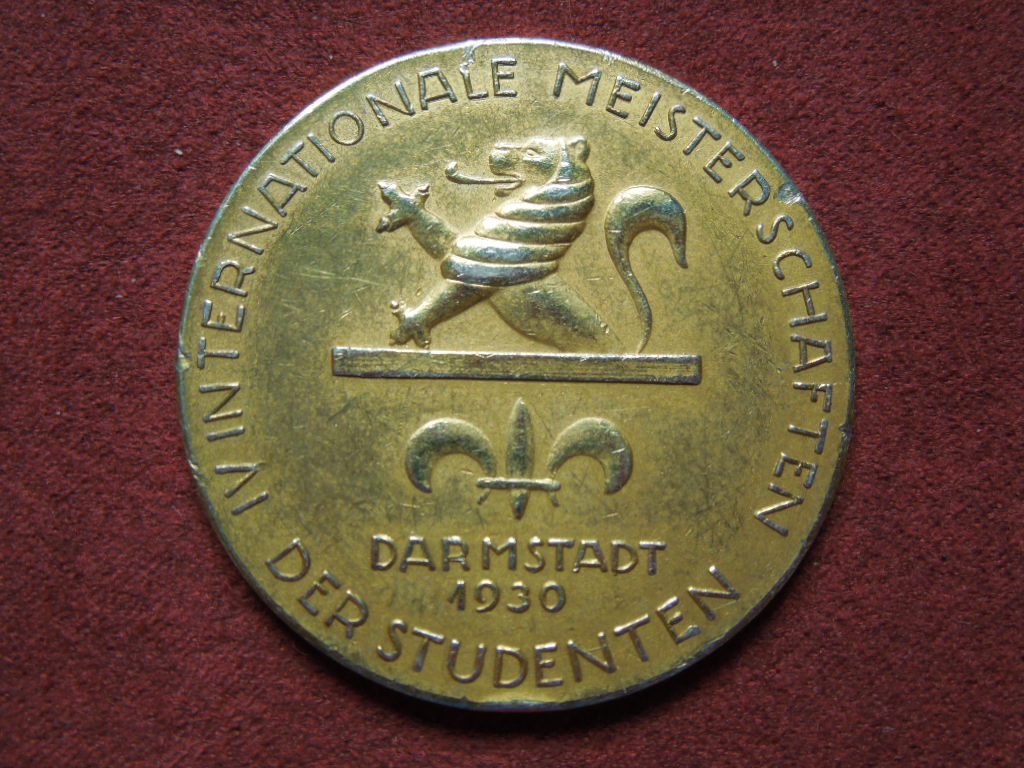 IV INTERNATIONALE MEISTERSCHAFTEN
DER STUDENTEN
DARMSTADT
1930